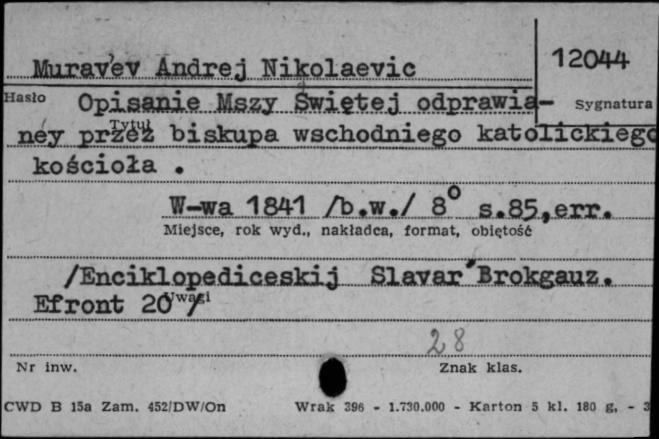 Murav'ev Andrej Nikolaevic
12044
Hasło
Sygnatura
Opisanie Mszy Świętej odprawia-
ney przez biskupa wschodniego katolickiego
Tytuł
kościoła .
W-wa 1841 /b.w./ 8° s.85,err.
Miejsce, rok wyd., nakładca, format, objętość
/Enciklopediceskij Slavar' Brokgauz.
Efront 20 /
Uwagi
28
Nr inw.
Znak klas.
CWD B 15a Zam. 452/DW/On
Wrak 396 - 1.730.000 - Karton 5 kl. 180 g. - 3